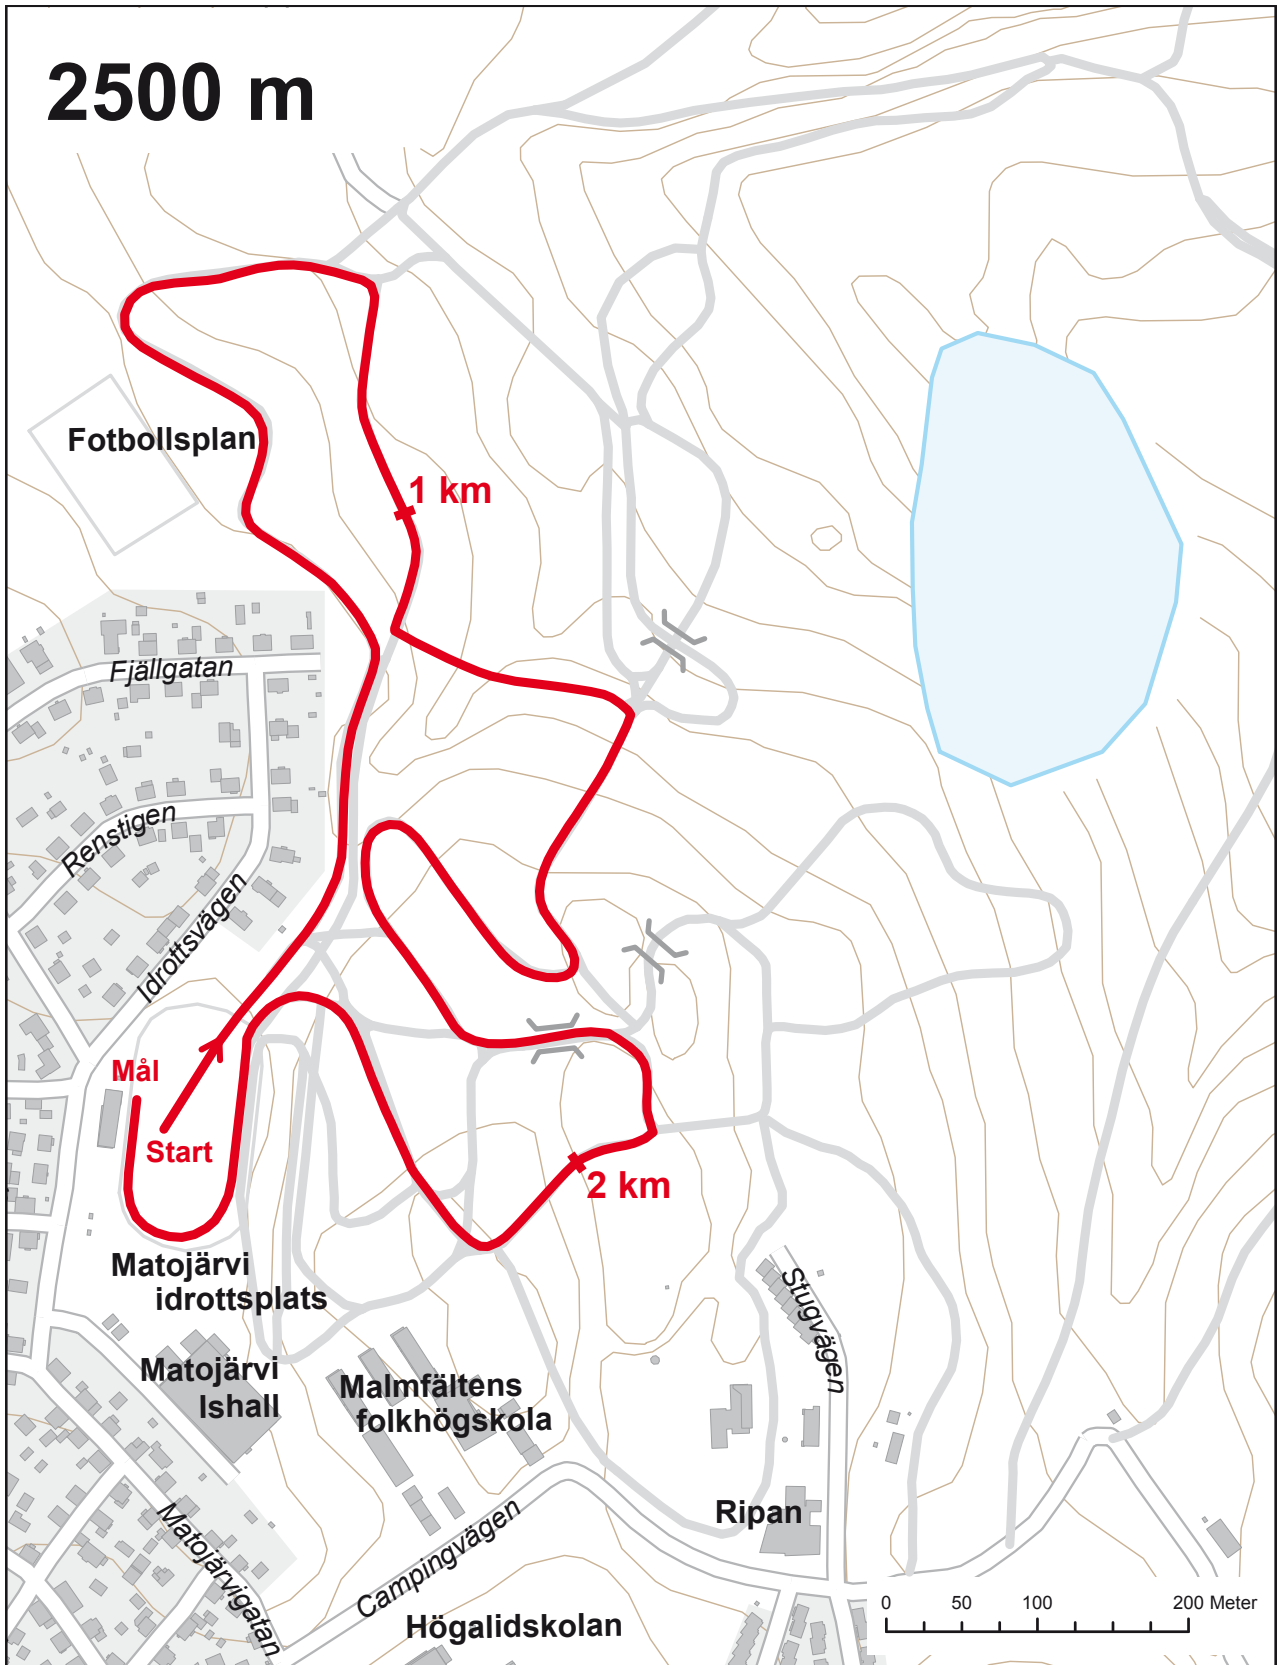 2500 m
Fotbollsplan
1 km
Fjällgatan
Renstigen
Idrottsvägen
Mål
Start
2 km
Matojärvi
idrottsplats
Stugvägen
Matojärvi
Ishall
Malmfältens
folkhögskola
Matojärvigatan
Campingvägen
Ripan
Högalidskolan
0 50 100 200 Meter